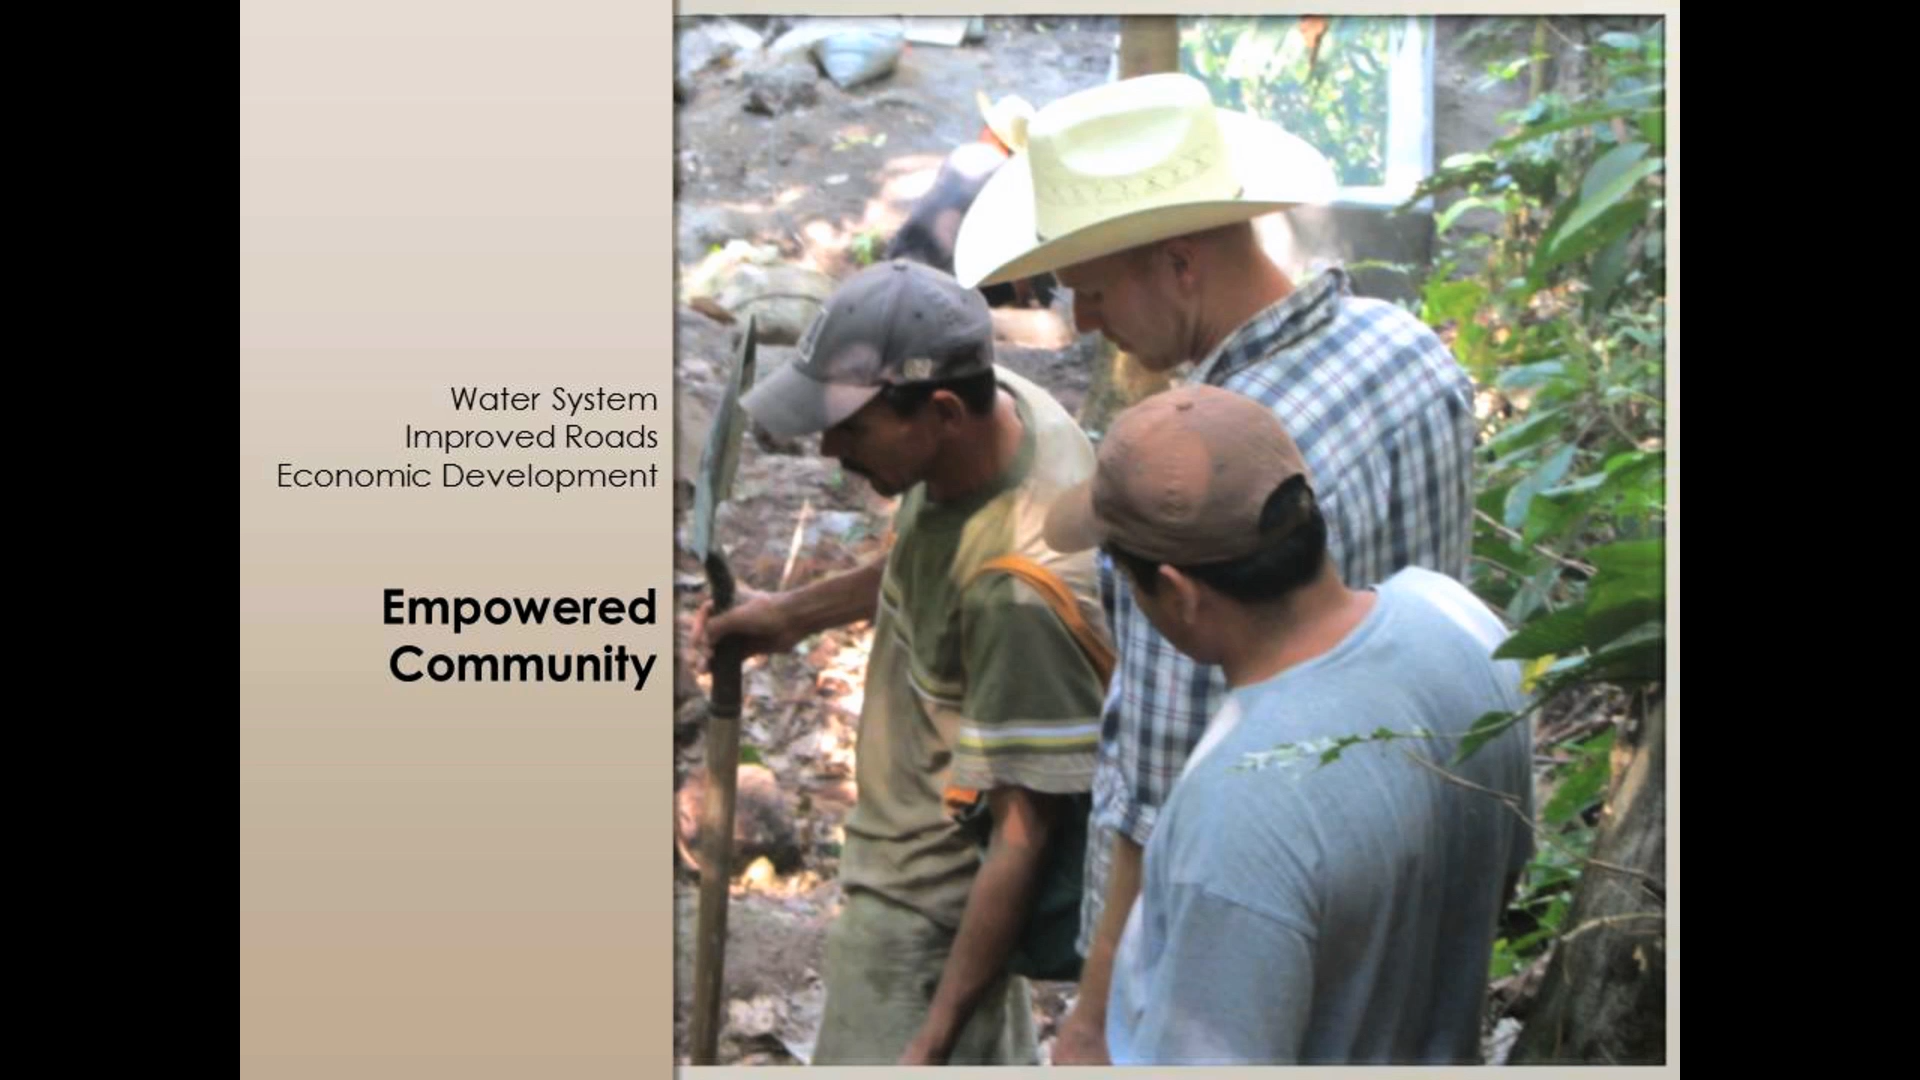 Water System
Improved Roads
Economic Development
Empowered
Community